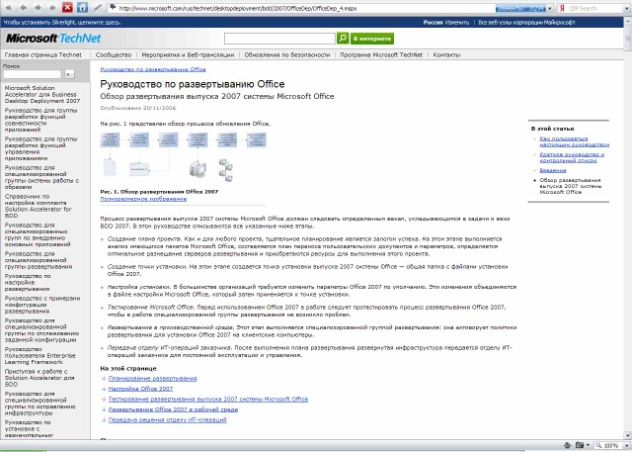 http://www.microsoft.com/rus/technet/desktopdeployment/bdd/2007/OfficeDep/OfficeDep_4.mspx
Чтобы установить Silverlight, щелкните здесь.
Россия Изменить | Все веб-узлы корпорации Майкрософт
Microsoft TechNet
в интернете
Главная страница Technet | Сообщество | Мероприятия и Веб-трансляции | Обновления по безопасности | Программа Microsoft TechNet | Контакты
Поиск
Microsoft Solution
Accelerator для Business
Desktop Deployment 2007
Руководство для группы
разработки функций
совместимости
приложений
Руководство для группы
разработки функций
управления
приложениями
Руководство для
специализированной
группы системы работы с
образами
Справочник по
настройке комплекта
Solution Accelerator for
BDD
Руководство для
специализированной
группы по внедрению
основных приложений
Руководство для
специализированной
группы развертывания
Руководство по
настройке
развертывания
Руководство с примерами
конфигурации
развертывания
Руководство для
специализированной
группы по отслеживанию
заданной конфигурации
Руководство
пользователя Enterprise
Learning Framework
Приступая к работе с
Solution Accelerator для
BDD
Руководство для
специализированной
группы по исправлению
инфраструктуры
Руководство по
установке с
незначительным
Руководство по развертыванию Office
Руководство по развертыванию Office
Обзор развертывания выпуска 2007 системы Microsoft Office
Опубликовано 30/11/2006
На рис. 1 представлен обзор процесса обновления Office.
Рис. 1. Обзор развертывания Office 2007
Полноразмерное изображение
В этой статье
Как пользоваться
настоящим руководством
Краткое руководство и
контрольный список
Введение
Обзор развертывания
выпуска 2007 системы
Microsoft Office
Процесс развертывания выпуска 2007 системы Microsoft Office должен следовать определенным вехам, укладывающимся в задачи и вехи
BDD 2007. В этом руководстве описываются все указанные ниже этапы.
Создание плана проекта. Как и для любого проекта, тщательное планирование является залогом успеха. На этом этапе выполняется
анализ имеющихся пакетов Microsoft Office, составляется план переноса пользовательских документов и параметров, определяется
оптимальное размещение серверов развертывания и приобретаются ресурсы для выполнения этого проекта.
Создание точки установки. На этом этапе создается точка установки выпуска 2007 систему Office — общая папка с файлами установки
Office 2007.
Настройка установки. В большинстве организаций требуется изменить параметры Office 2007 по умолчанию. Эти изменения объединяются
в файле настройки Microsoft Office, который затем применяется к точке установки.
Тестирование Microsoft Office. Перед использованием Office 2007 в работе следует протестировать процесс развертывания Office 2007,
чтобы в работе специализированной группы развертывания не возникло проблем.
Развертывание в производственной среде. Этот этап выполняется специализированной группой развертывания: она активирует политики
развертывания для установки Office 2007 на клиентские компьютеры.
Передача отделу ИТ-операций заказчика. После выполнения плана развертывания развернутая инфраструктура передается отделу ИТ-
операций заказчика для постоянной эксплуатации и управления.
На этой странице
Планирование развертывания
Настройка Office 2007
Тестирование развертывания выпуска 2007 системы Microsoft Office
Развертывание Office 2007 в рабочей среде
Передача решения отделу ИТ-операций
100%